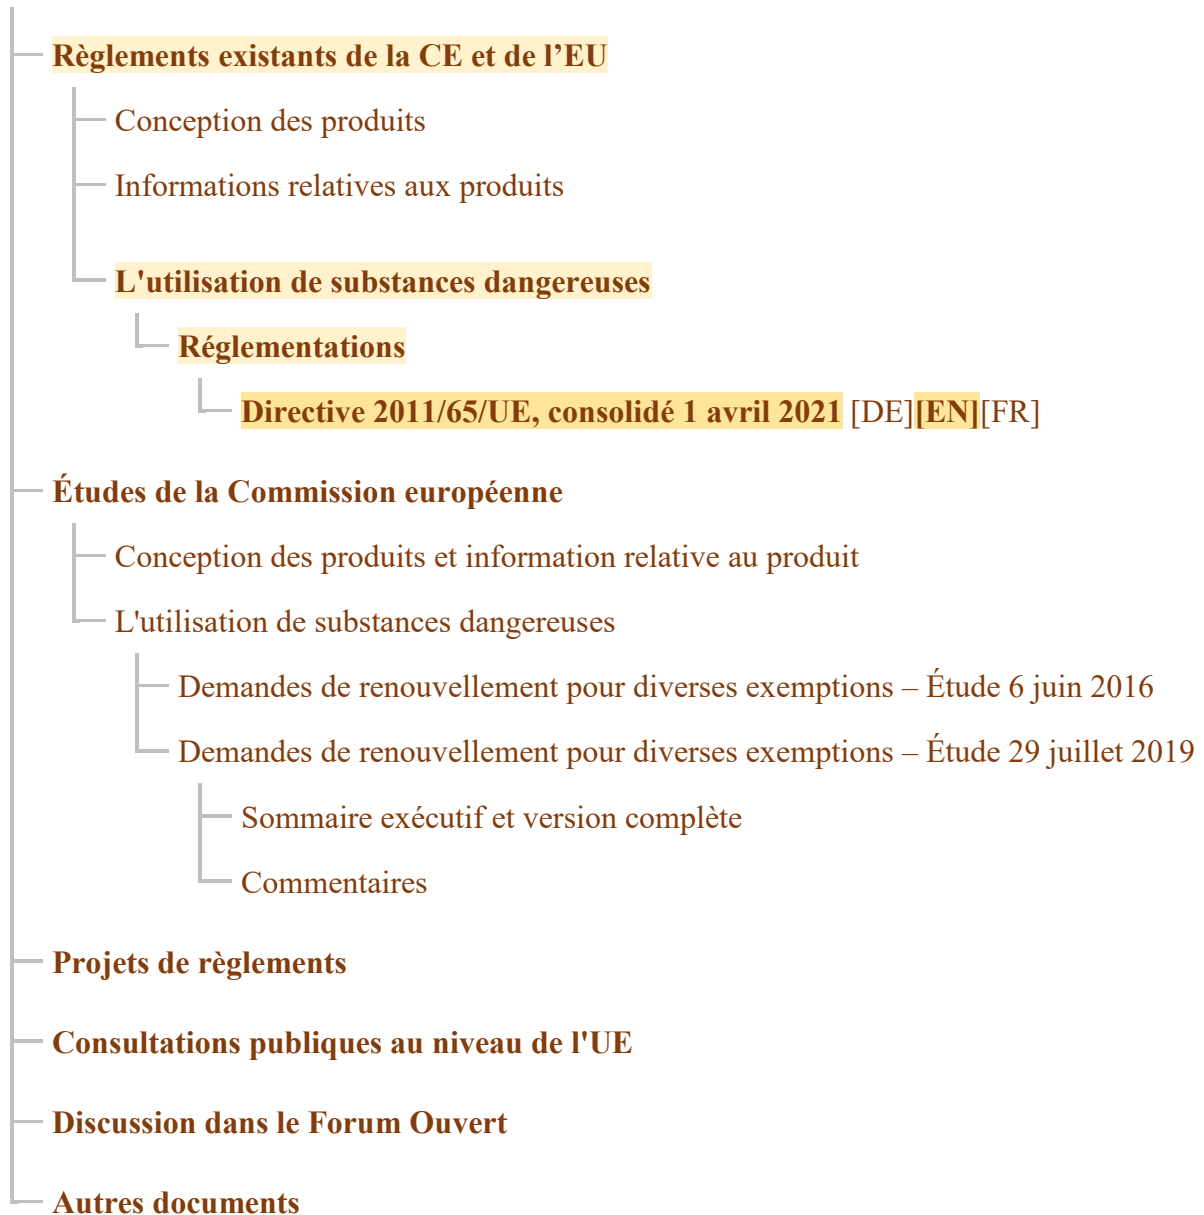 Règlements existants de la CE et de l’EU
Conception des produits
Informations relatives aux produits
L'utilisation de substances dangereuses
Réglementations
Directive 2011/65/UE, consolidé 1 avril 2021 [DE][EN][FR]
Études de la Commission européenne
Conception des produits et information relative au produit
L'utilisation de substances dangereuses
Demandes de renouvellement pour diverses exemptions – Étude 6 juin 2016
Demandes de renouvellement pour diverses exemptions – Étude 29 juillet 2019
Sommaire exécutif et version complète
Commentaires
Projets de règlements
Consultations publiques au niveau de l'UE
Discussion dans le Forum Ouvert
Autres documents